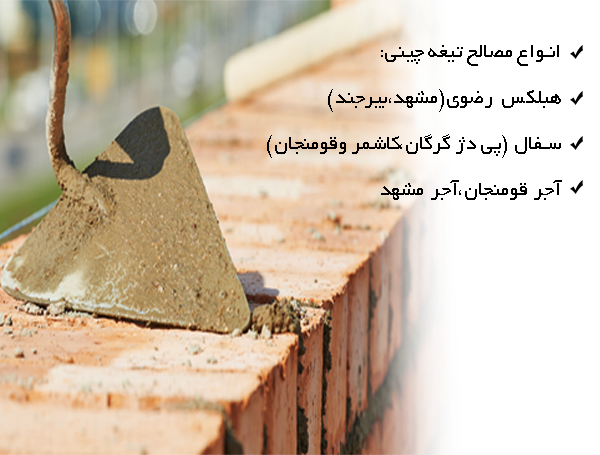 انواع مصالح تیغه چینی:
هبلکس رضوی(مشهد،بیرجند)
سفال (پی دژ گرگان،کاشمر وقومنجان)
آجر قومنجان،آجر مشهد